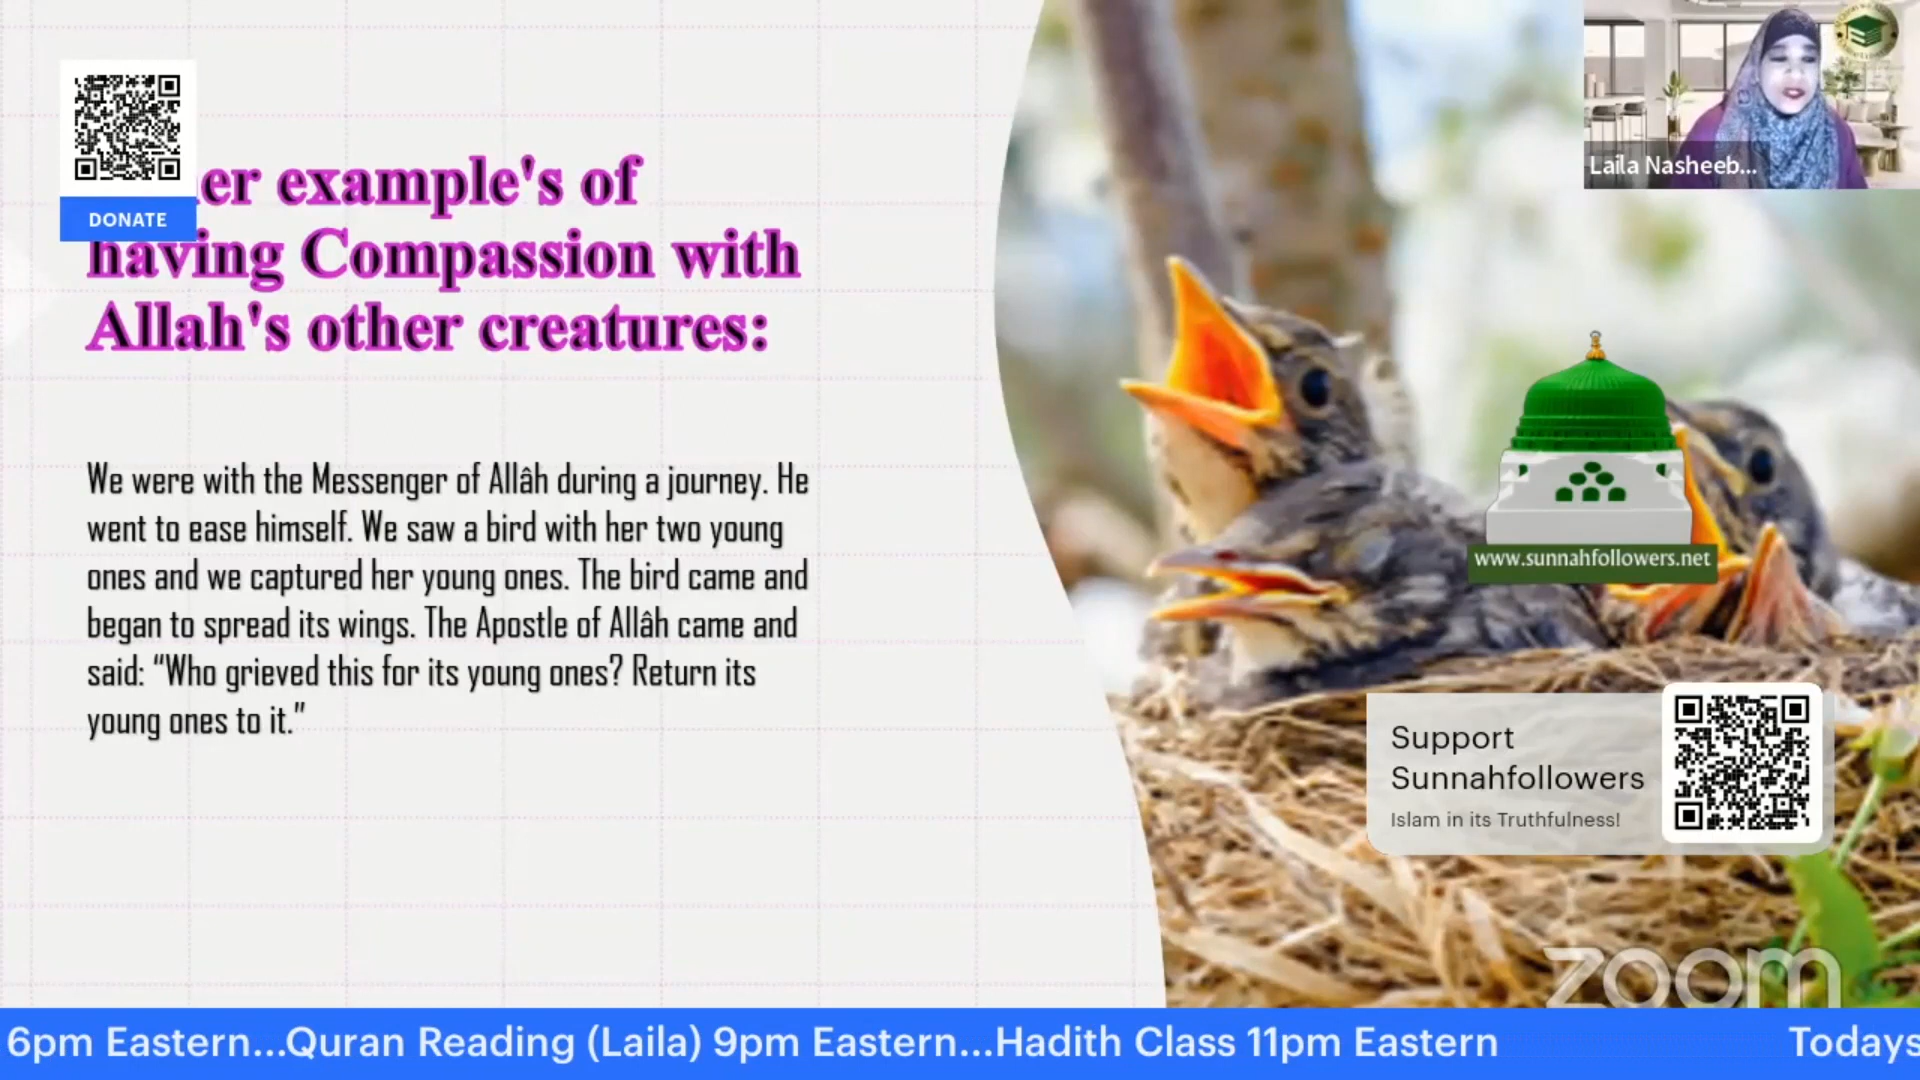 DONATE
er example's of
having Compassion with
Allah's other creatures:
We were with the Messenger of Allâh during a journey. He
went to ease himself. We saw a bird with her two young
ones and we captured her young ones. The bird came and
began to spread its wings. The Apostle of Allâh came and
said: “Who grieved this for its young ones? Return its
young ones to it.”
Laila Nasheeb...
www.sunnahfollowers.net
Support
Sunnahfollowers
Islam in its Truthfulness!
zoom
6pm Eastern...Quran Reading (Laila) 9pm Eastern...Hadith Class 11pm Eastern Todays